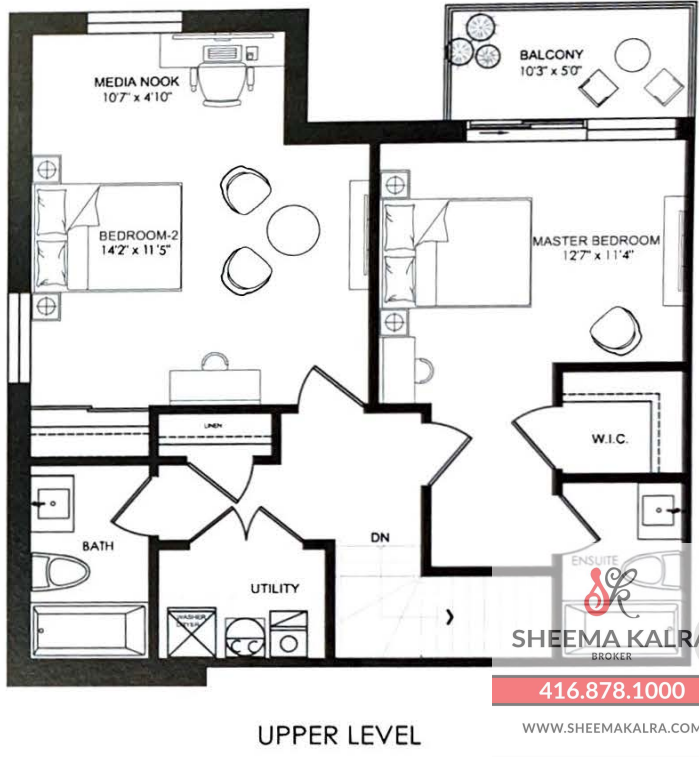 MEDIA NOOK
10'7" x 4'10"
BALCONY
10'3" x 5'0"
BEDROOM-2
14'2" x 11'5"
MASTER BEDROOM
12'7" x 11'4"
LINEN
W.I.C.
DN
BATH
UTILITY
WASHER
DRYER
ENSUITE
SK
SHEEMA KALRA
BROKER
416.878.1000
WWW.SHEEMAKALRA.COM
UPPER LEVEL